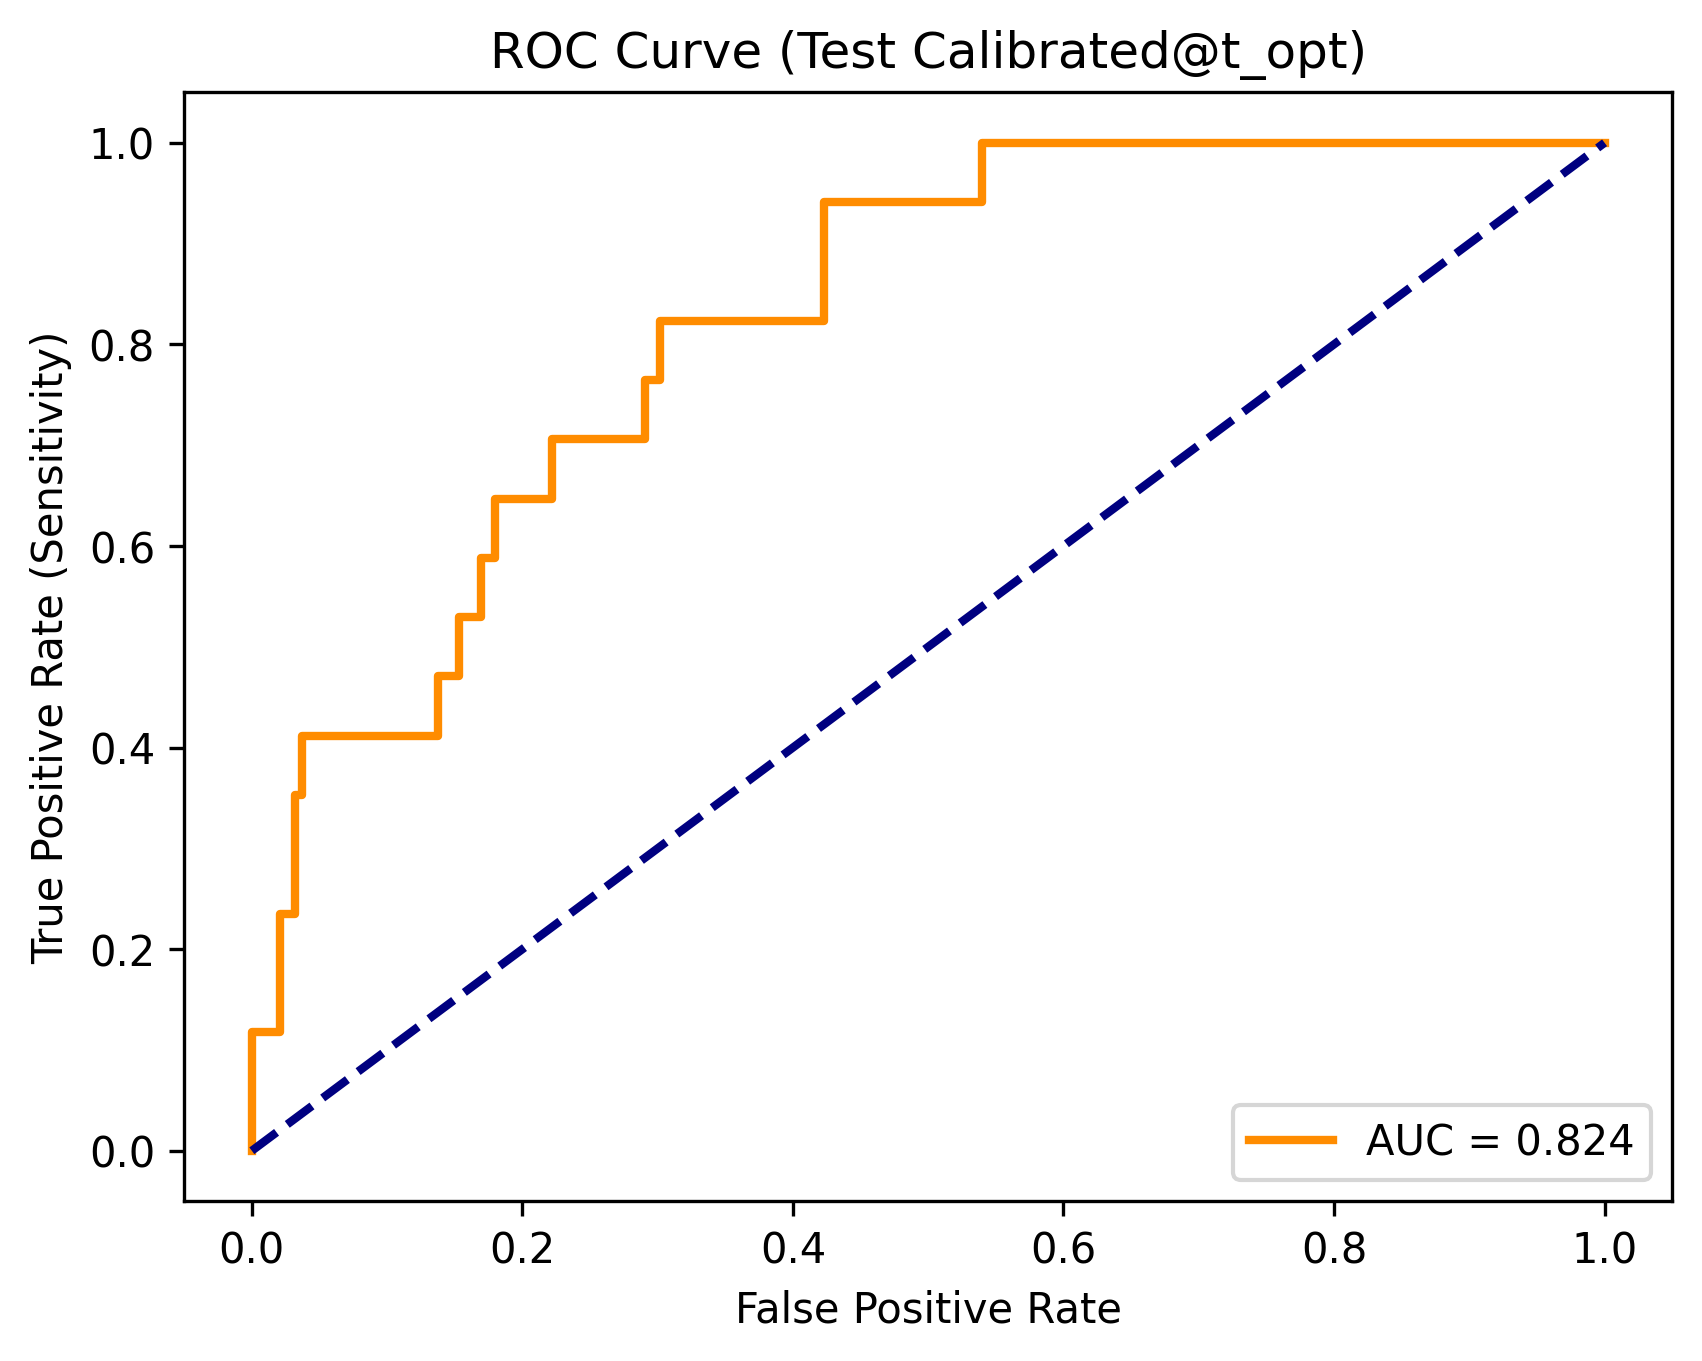 ROC Curve (Test Calibrated@t_opt)
True Positive Rate (Sensitivity)
1.0
0.8
0.6
0.4
0.2
0.0
AUC = 0.824
0.0 0.2 0.4 0.6 0.8 1.0
False Positive Rate